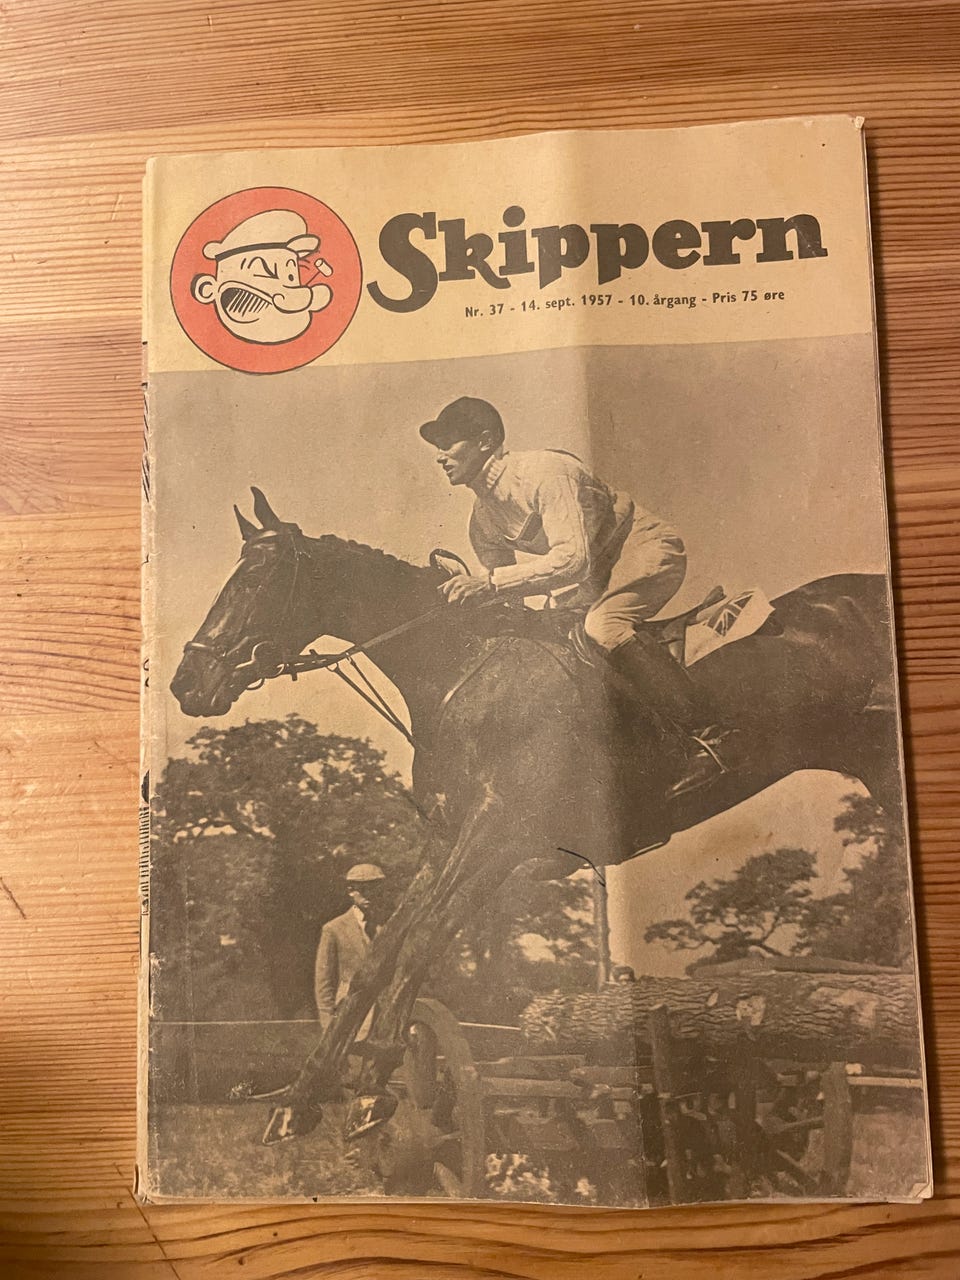 Skippern
Nr. 37 - 14. sept. 1957 - 10. årgang - Pris 75 øre